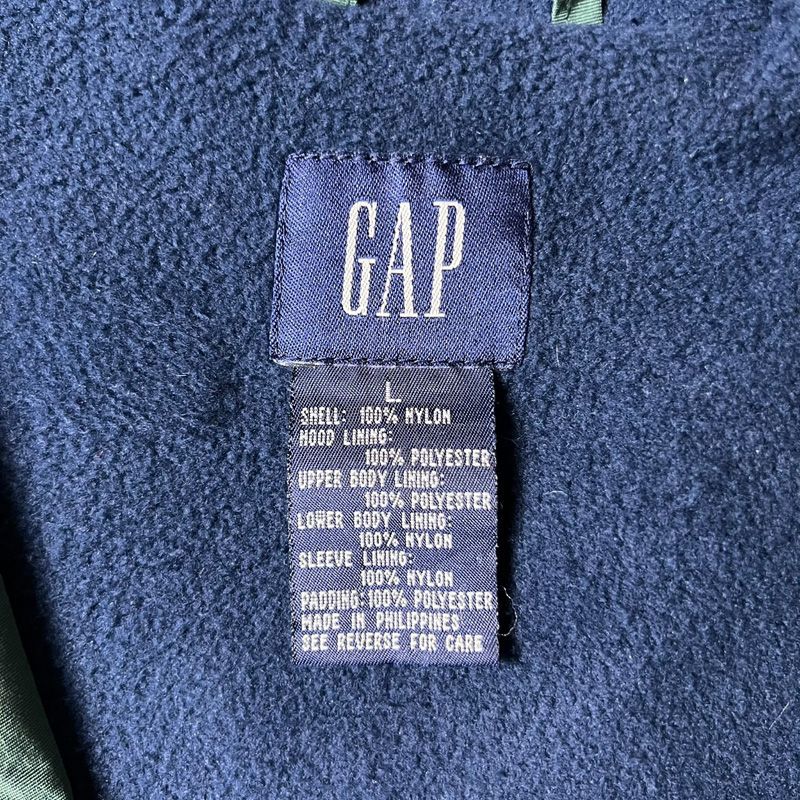 GAP
L
SHELL: 100% NYLON
HOOD LINING:
100% POLYESTER
UPPER BODY LINING:
100% POLYESTER
LOWER BODY LINING:
100% NYLON
SLEEVE LINING:
100% NYLON
PADDING: 100% POLYESTER
MADE IN PHILIPPINES
SEE REVERSE FOR CARE